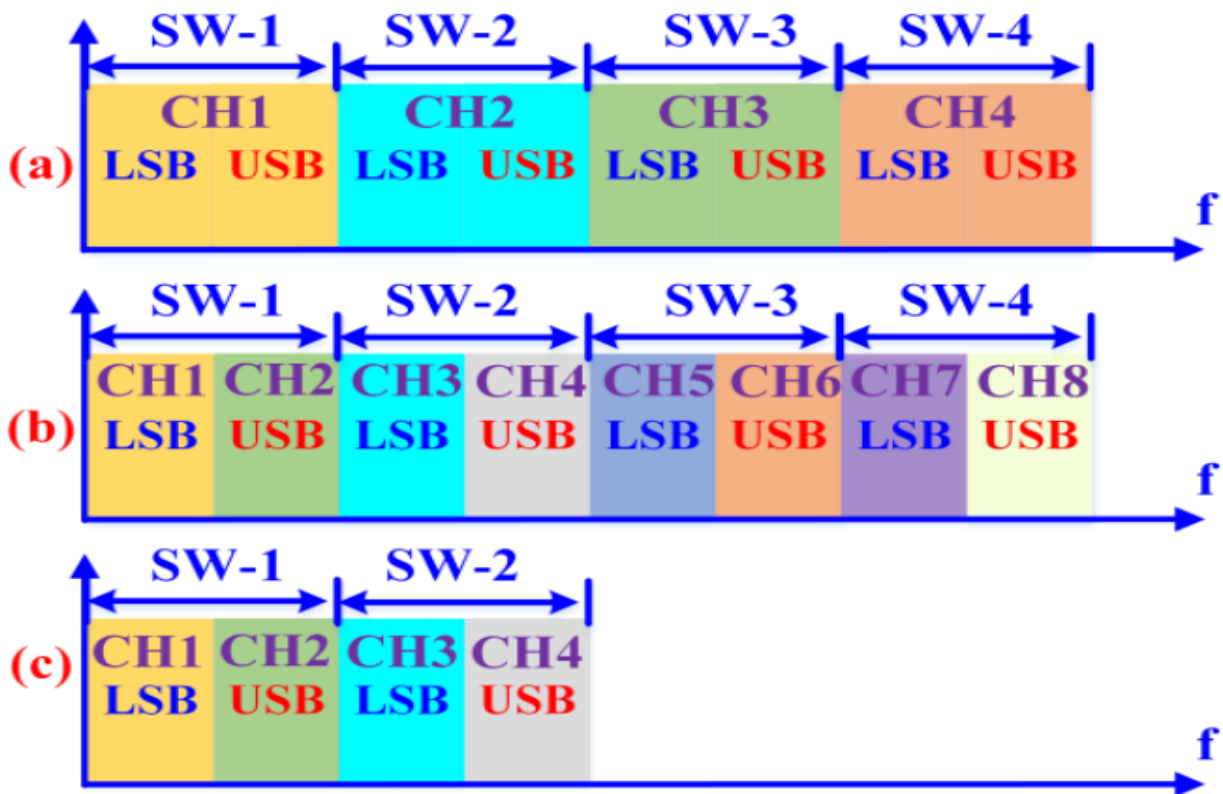 SW-1 SW-2 SW-3 SW-4
CH1 CH2 CH3 CH4
(a) LSB USB LSB USB LSB USB LSB USB
f
SW-1 SW-2 SW-3 SW-4
CH1 CH2 CH3 CH4 CH5 CH6 CH7 CH8
(b) LSB USB LSB USB LSB USB LSB USB
f
SW-1 SW-2
CH1 CH2 CH3 CH4
(c) LSB USB LSB USB
f